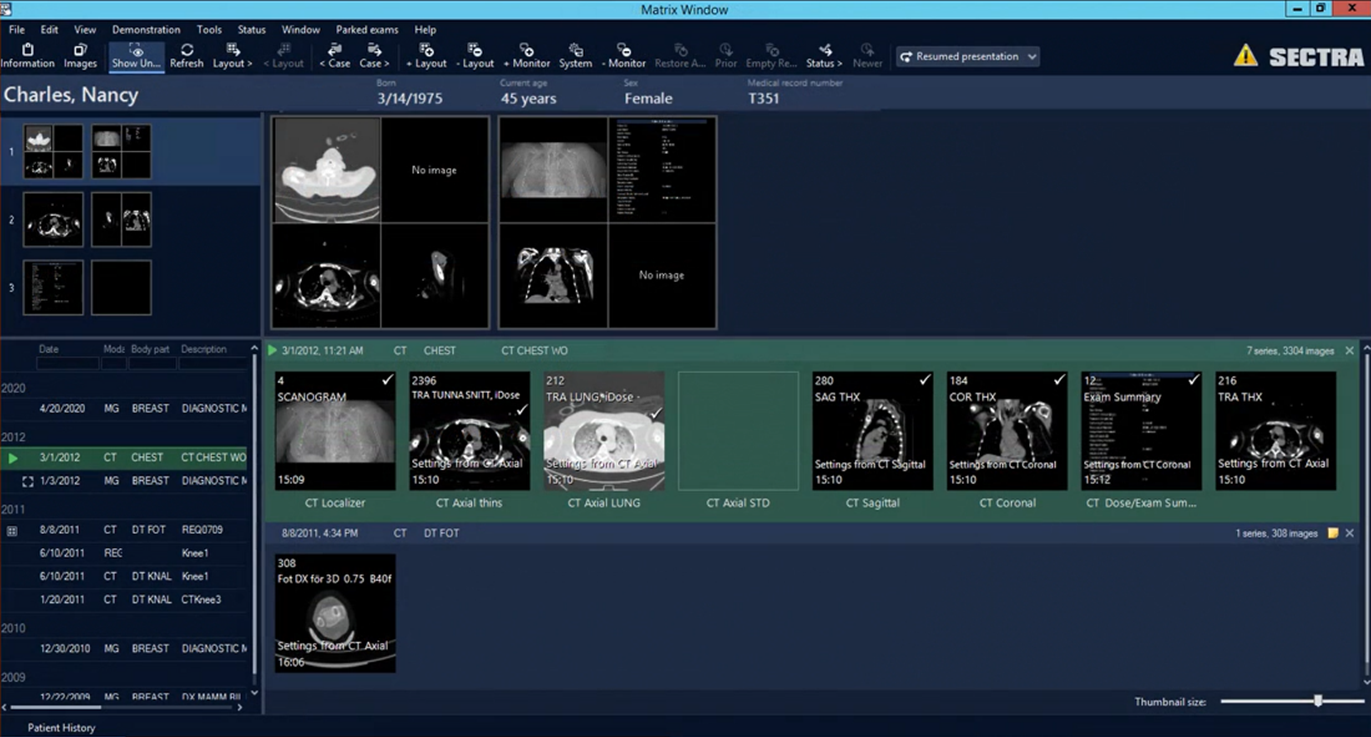 Matrix Window
File Edit View Demonstration Tools Status Window Parked exams Help
Information Images Show Un... Refresh Layout > < Layout < Case Case > + Layout - Layout + Monitor System - Monitor Restore A... Prior Empty Re... Status > Newer Resumed presentation SECTRA
Charles, Nancy
Born Current age Sex Medical record number
3/14/1975 45 years Female T351
1
No image
2
3
No image
Date Moda Body part Description
2020
4/20/2020 MG BREAST DIAGNOSTIC M
2012
3/1/2012 CT CHEST CT CHEST WO
1/3/2012 MG BREAST DIAGNOSTIC M
2011
8/8/2011 CT DT FOT REQ0709
6/10/2011 REC Knee1
6/10/2011 CT DT KNAL Knee1
1/20/2011 CT DT KNAL CTKnee3
2010
12/30/2010 MG BREAST DIAGNOSTIC M
2009
12/22/2009 MG BREAST DX MAMM BIL
Patient History
3/1/2012, 11:21 AM CT CHEST CT CHEST WO 7 series, 3304 images
4
SCANOGRAM
15:09
CT Localizer
2396
TRA TUNNA SNITT, iDose
Settings from CT Axial
15:10
CT Axial thins
212
TRA LUNG, iDose
Settings from CT Axial
15:10
CT Axial LUNG
CT Axial STD
280
SAG THX
Settings from CT Sagittal
15:10
CT Sagittal
184
COR THX
Settings from CT Coronal
15:10
CT Coronal
12
Exam Summary
Settings from CT Coronal
15:12
CT Dose/Exam Sum...
216
TRA THX
Settings from CT Axial
15:10
8/8/2011, 4:34 PM CT DT FOT 1 series, 308 images
308
Fot DX för 3D 0.75 B40f
Settings from CT Axial
16:06
Thumbnail size: